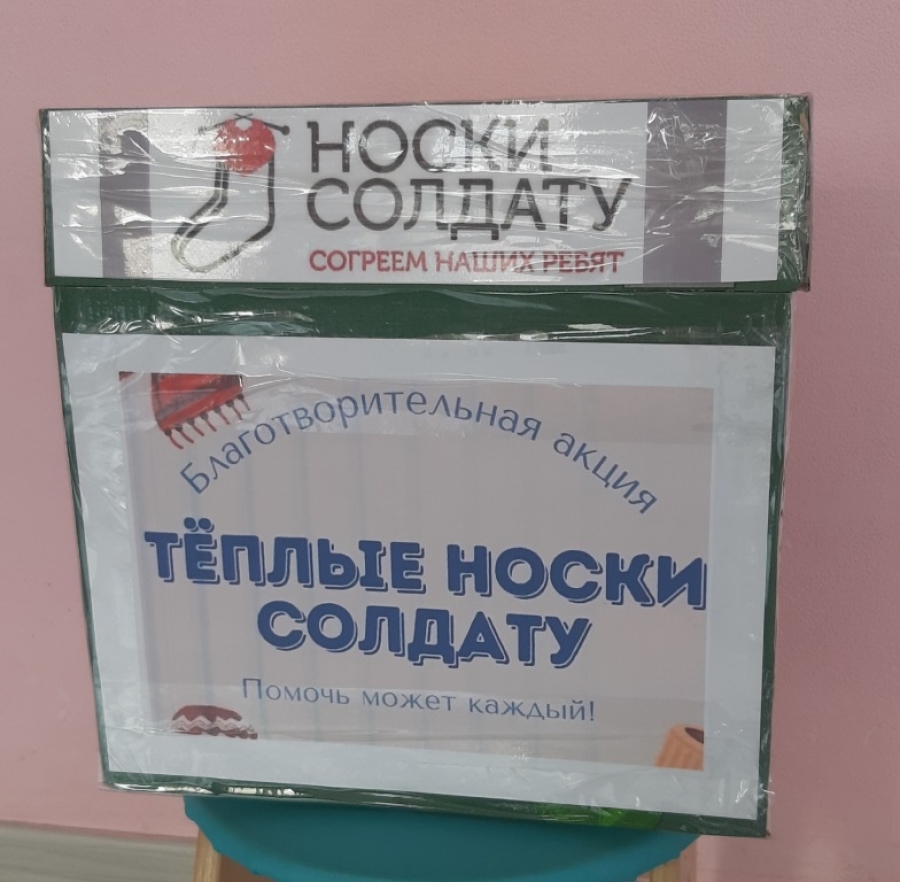 НОСКИ
СОЛДАТУ
СОГРЕЕМ НАШИХ РЕБЯТ
Благотворительная акция
ТЁПЛЫЕ НОСКИ
СОЛДАТУ
Помочь может каждый!